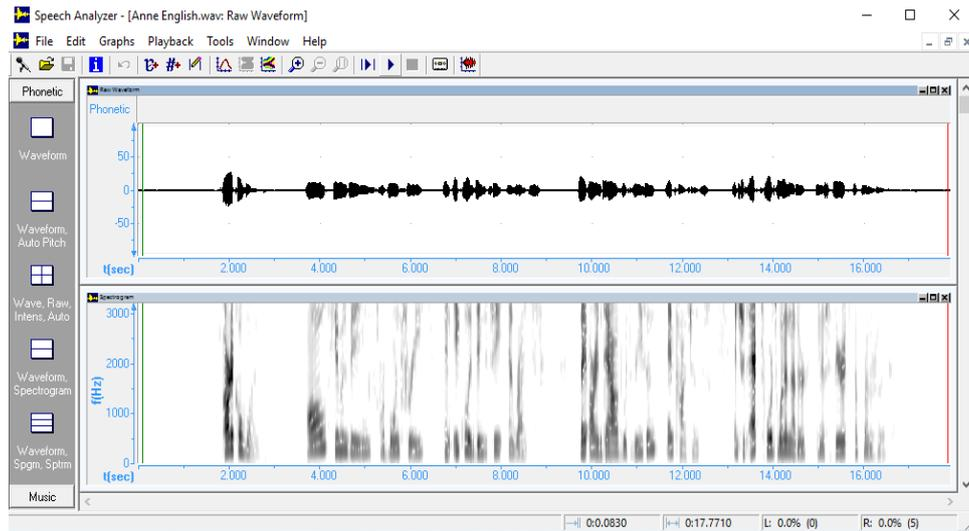 Speech Analyzer - [Anne English.wav: Raw Waveform]
File Edit Graphs Playback Tools Window Help
Phonetic
Waveform
Waveform,
Auto Pitch
Wave, Raw,
Intens, Auto
Waveform,
Spectrogram
Waveform,
Spgm, Sptrm
Music
Raw Waveform
Phonetic
50
0
-50
t(sec) 2.000 4.000 6.000 8.000 10.000 12.000 14.000 16.000
Spectrogram
3000
2000
f(Hz)
1000
0
t(sec) 2.000 4.000 6.000 8.000 10.000 12.000 14.000 16.000
0:0.0830 0:17.7710 L: 0.0% (0) R: 0.0% (5)